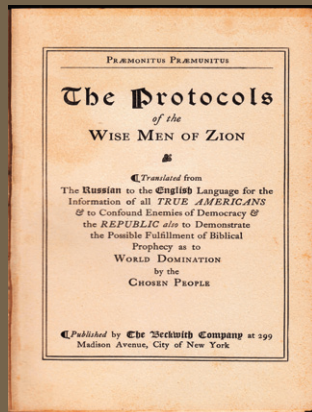 PRÆMONITUS PRÆMUNITUS
The Protocols
of the
WISE MEN OF ZION
¶ Translated from
The Russian to the English Language for the
Information of all TRUE AMERICANS
& to Confound Enemies of Democracy &
the REPUBLIC also to Demonstrate
the Possible Fulfillment of Biblical
Prophecy as to
WORLD DOMINATION
by the
CHOSEN PEOPLE
¶ Published by The Beckwith Company at 299
Madison Avenue, City of New York